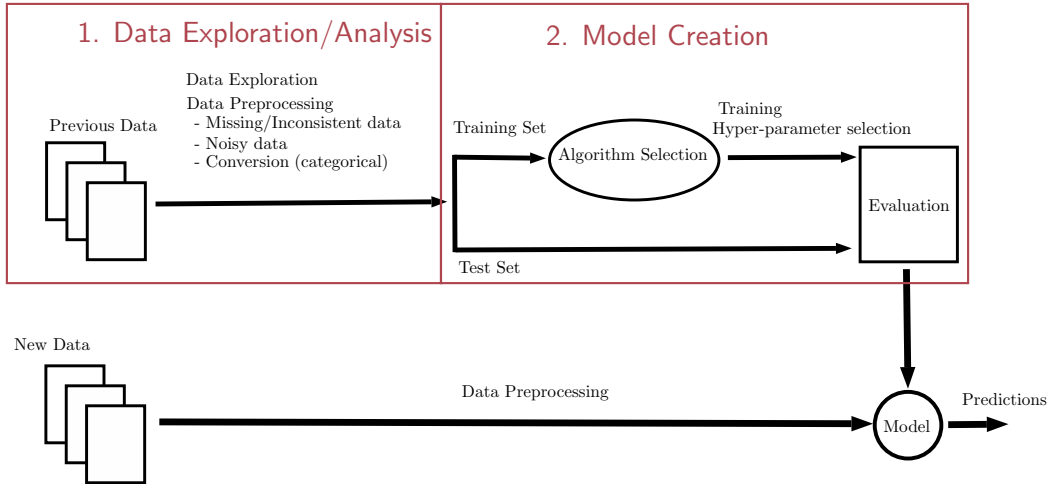 1. Data Exploration/Analysis
2. Model Creation
Data Exploration
Data Preprocessing
- Missing/Inconsistent data
- Noisy data
- Conversion (categorical)
Previous Data
Training Set
Algorithm Selection
Training
Hyper-parameter selection
Evaluation
Test Set
New Data
Data Preprocessing
Model
Predictions